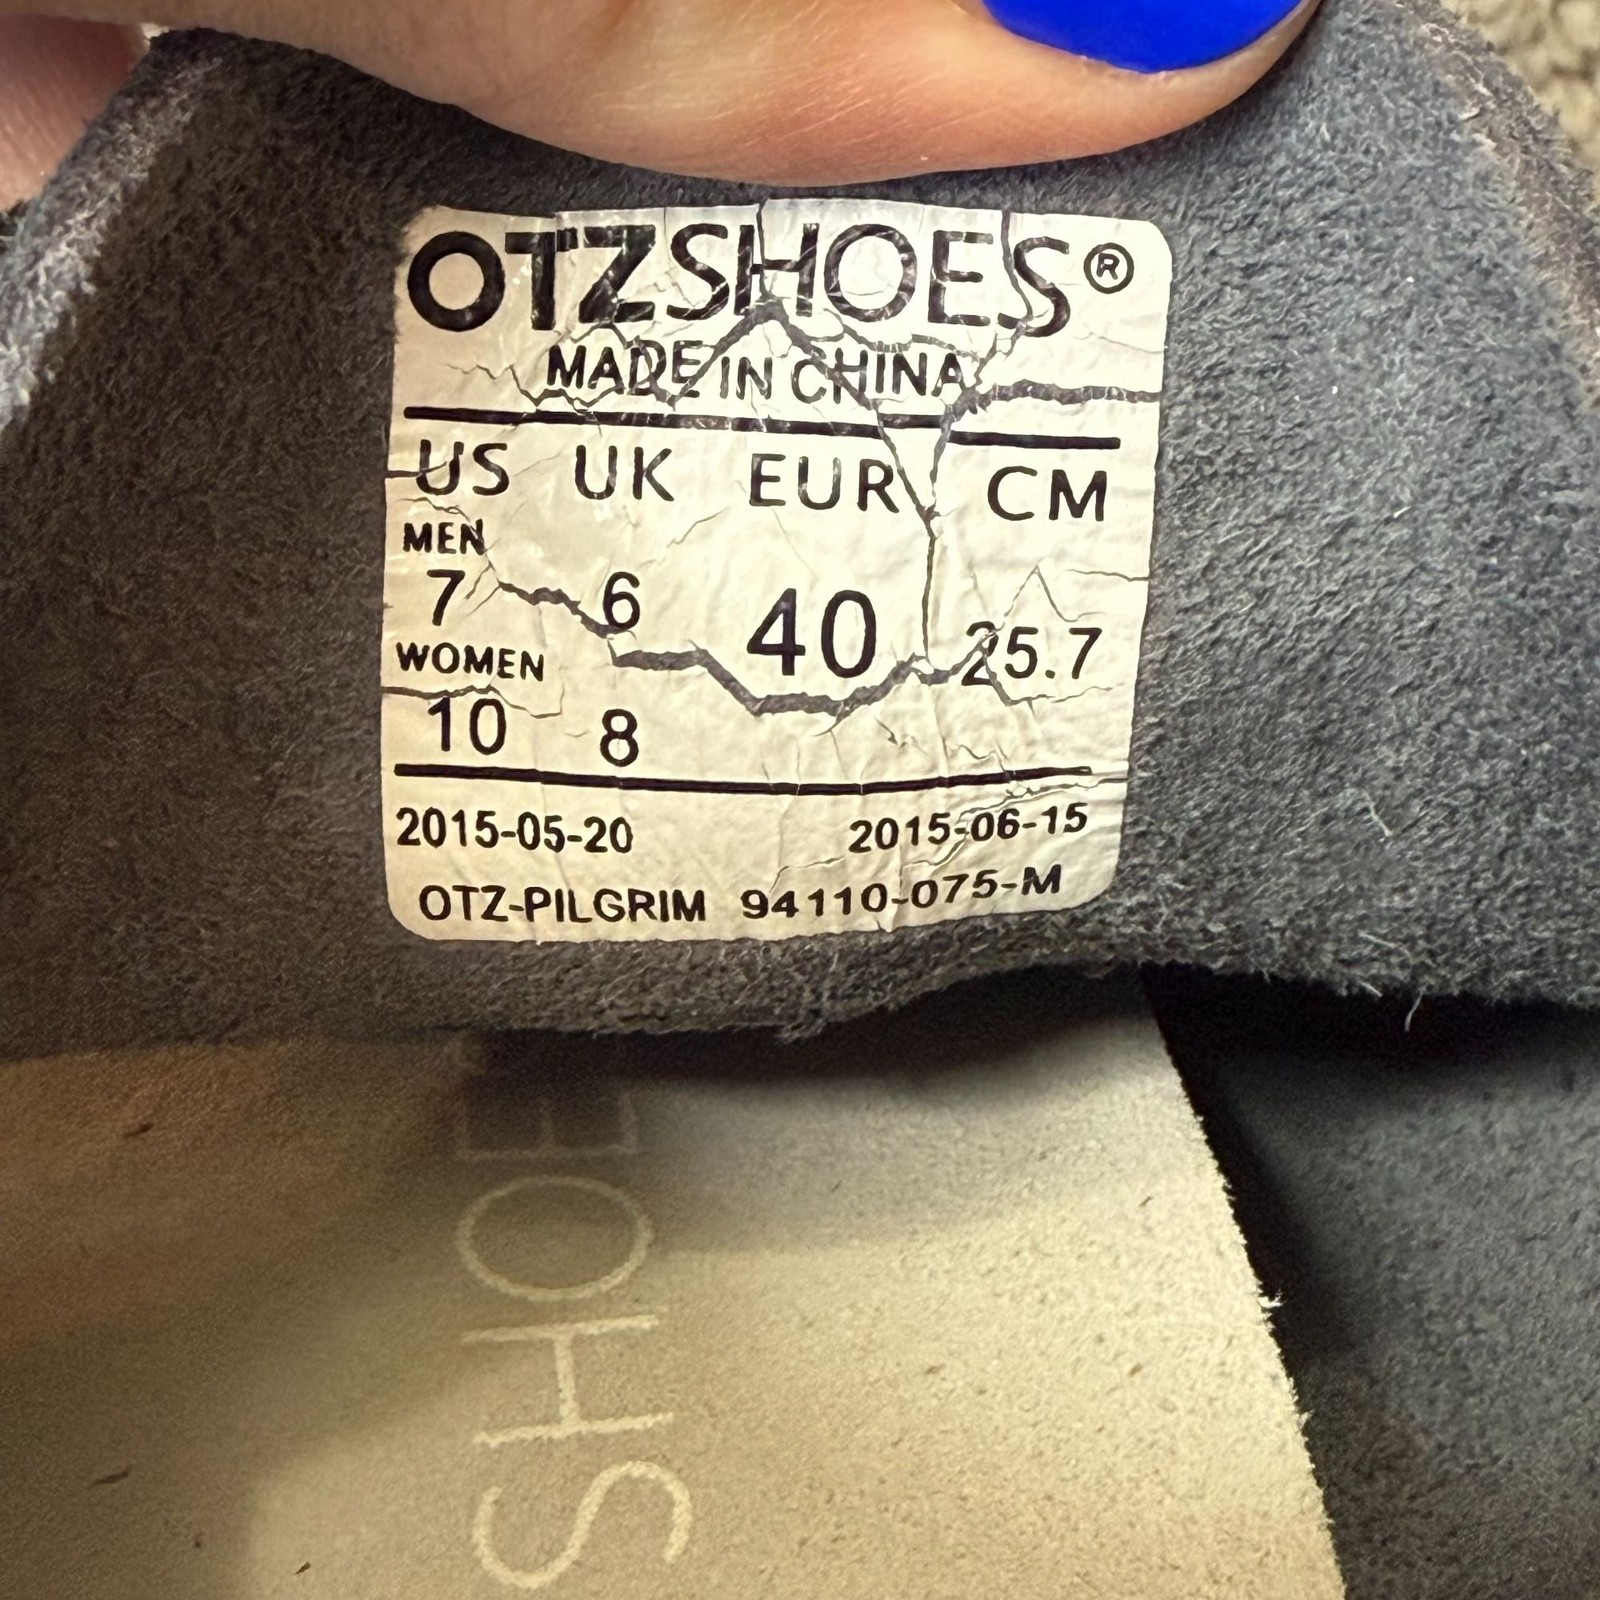 OTZSHOES®
MADE IN CHINA
US UK EUR CM
MEN
7 6 40 25.7
WOMEN
10 8
2015-05-20 2015-06-15
OTZ-PILGRIM 94110-075-M
SHOE